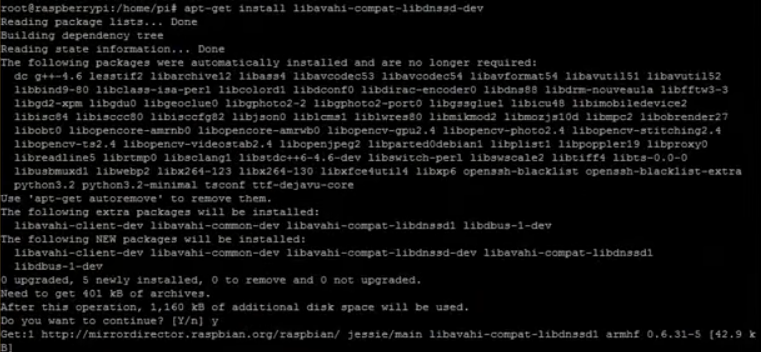 root@raspberrypi:/home/pi# apt-get install libavahi-compat-libdnssd-dev
Reading package lists... Done
Building dependency tree
Reading state information... Done
The following packages were automatically installed and are no longer required:
dc g++-4.6 lesstif2 libarchive12 libass4 libavcodec53 libavcodec54 libavformat54 libavutil51 libavutil52
libbind9-80 libclass-isa-perl libcolord1 libdconf0 libdirac-encoder0 libdns88 libdrm-nouveau1a libfftw3-3
libgd2-xpm libgdu0 libgeoclue0 libgphoto2-2 libgphoto2-port0 libgssglue1 libicu48 libimobiledevice2
libisc84 libisccc80 libisccfg82 libjson0 liblcms1 liblwres80 libmikmod2 libmozjs10d libmpc2 libobrender27
libobt0 libopencore-amrnb0 libopencore-amrwb0 libopencv-gpu2.4 libopencv-photo2.4 libopencv-stitching2.4
libopencv-ts2.4 libopencv-videostab2.4 libopenjpeg2 libparted0debian1 libplist1 libpoppler19 libproxy0
libreadline5 librtmp0 libsclang1 libstdc++6-4.6-dev libswitch-perl libswscale2 libtiff4 libts-0.0-0
libusbmuxd1 libwebp2 libx264-123 libx264-130 libxfce4util4 libxp6 openssh-blacklist openssh-blacklist-extra
python3.2 python3.2-minimal tsconf ttf-dejavu-core
Use 'apt-get autoremove' to remove them.
The following extra packages will be installed:
libavahi-client-dev libavahi-common-dev libavahi-compat-libdnssd1 libdbus-1-dev
The following NEW packages will be installed:
libavahi-client-dev libavahi-common-dev libavahi-compat-libdnssd-dev libavahi-compat-libdnssd1
libdbus-1-dev
0 upgraded, 5 newly installed, 0 to remove and 0 not upgraded.
Need to get 401 kB of archives.
After this operation, 1,160 kB of additional disk space will be used.
Do you want to continue? [Y/n] y
Get:1 http://mirrordirector.raspbian.org/raspbian/ jessie/main libavahi-compat-libdnssd1 armhf 0.6.31-5 [42.9 k
B]